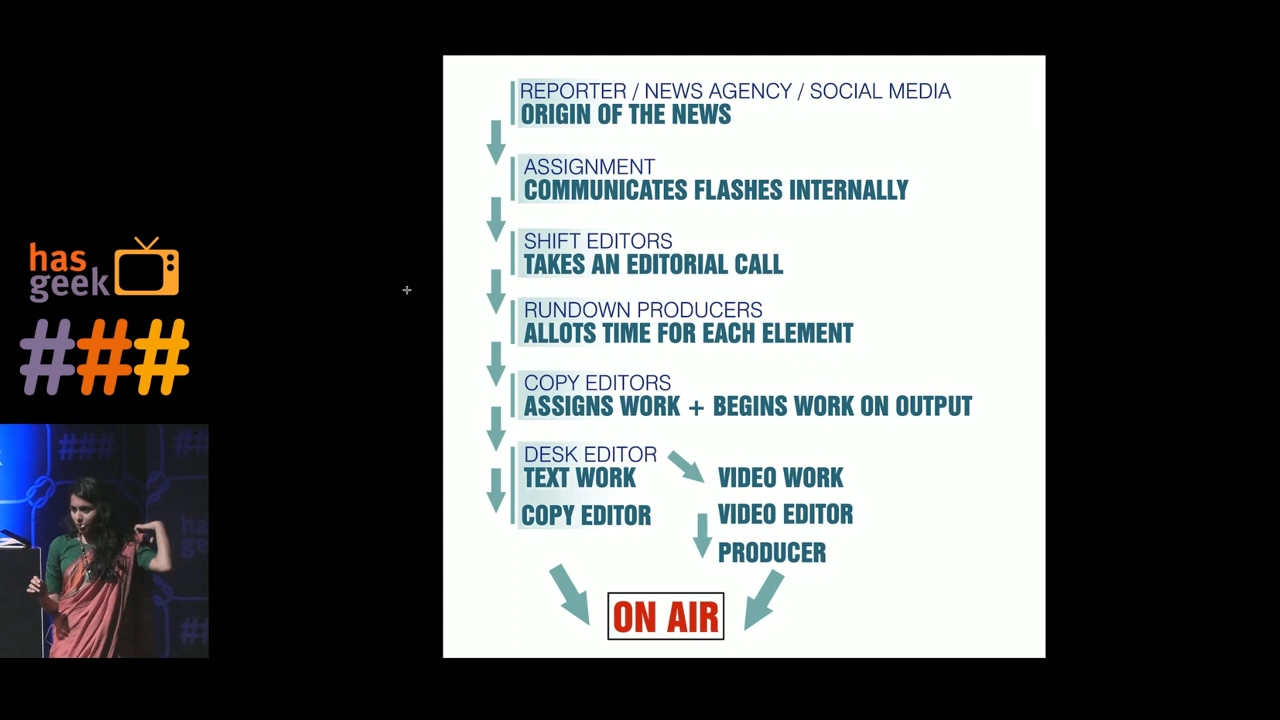 REPORTER / NEWS AGENCY / SOCIAL MEDIA
ORIGIN OF THE NEWS
ASSIGNMENT
COMMUNICATES FLASHES INTERNALLY
SHIFT EDITORS
TAKES AN EDITORIAL CALL
RUNDOWN PRODUCERS
ALLOTS TIME FOR EACH ELEMENT
COPY EDITORS
ASSIGNS WORK + BEGINS WORK ON OUTPUT
DESK EDITOR
TEXT WORK
COPY EDITOR
VIDEO WORK
VIDEO EDITOR
PRODUCER
ON AIR
has
geek
###
###
has
geek